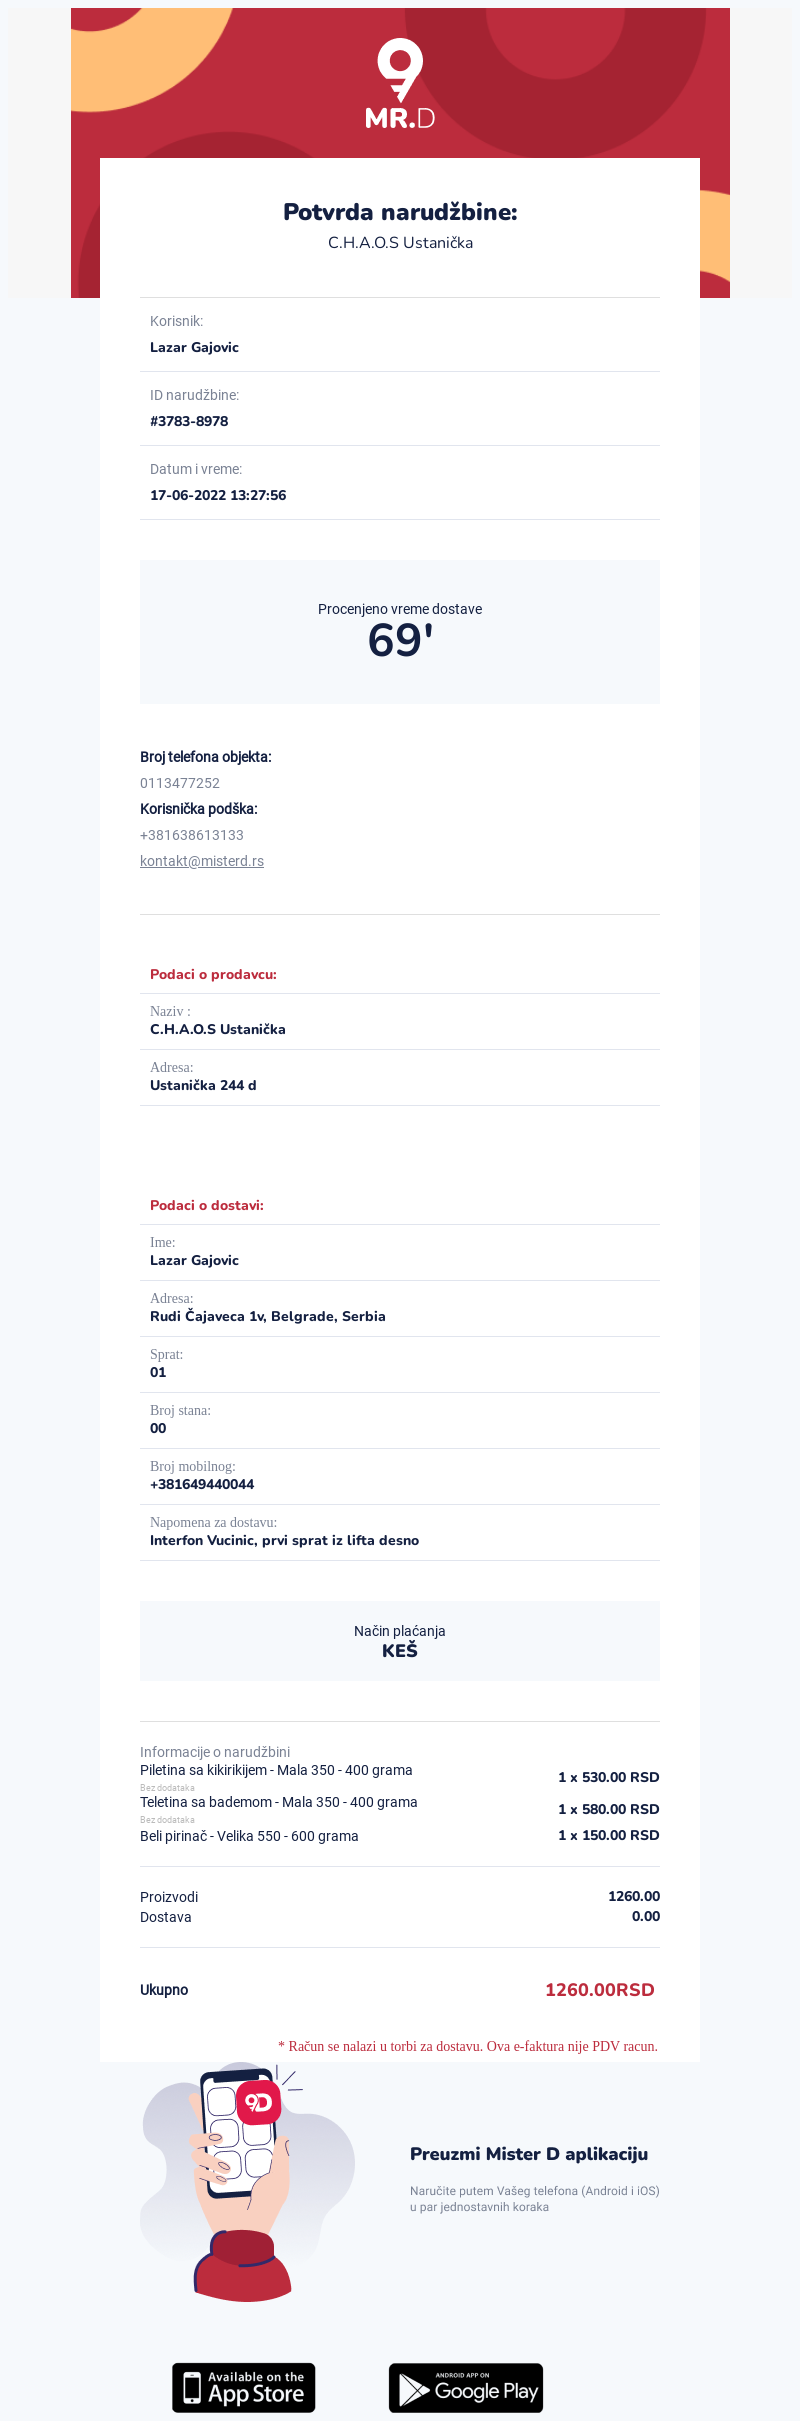 9
MR.D
Potvrda narudžbine:
C.H.A.O.S Ustanička
Korisnik:
Lazar Gajovic
ID narudžbine:
#3783-8978
Datum i vreme:
17-06-2022 13:27:56
Procenjeno vreme dostave
69'
Broj telefona objekta:
0113477252
Korisnička podška:
+381638613133
kontakt@misterd.rs
Podaci o prodavcu:
Naziv :
C.H.A.O.S Ustanička
Adresa:
Ustanička 244 d
Podaci o dostavi:
Ime:
Lazar Gajovic
Adresa:
Rudi Čajaveca 1v, Belgrade, Serbia
Sprat:
01
Broj stana:
00
Broj mobilnog:
+381649440044
Napomena za dostavu:
Interfon Vucinic, prvi sprat iz lifta desno
Način plaćanja
KEŠ
Informacije o narudžbini
Piletina sa kikirikijem - Mala 350 - 400 grama 1 x 530.00 RSD
Bez dodataka
Teletina sa bademom - Mala 350 - 400 grama 1 x 580.00 RSD
Bez dodataka
Beli pirinač - Velika 550 - 600 grama 1 x 150.00 RSD
Proizvodi 1260.00
Dostava 0.00
Ukupno 1260.00RSD
* Račun se nalazi u torbi za dostavu. Ova e-faktura nije PDV racun.
9D
Preuzmi Mister D aplikaciju
Naručite putem Vašeg telefona (Android i iOS)
u par jednostavnih koraka
Available on the
App Store
ANDROID APP ON
Google Play